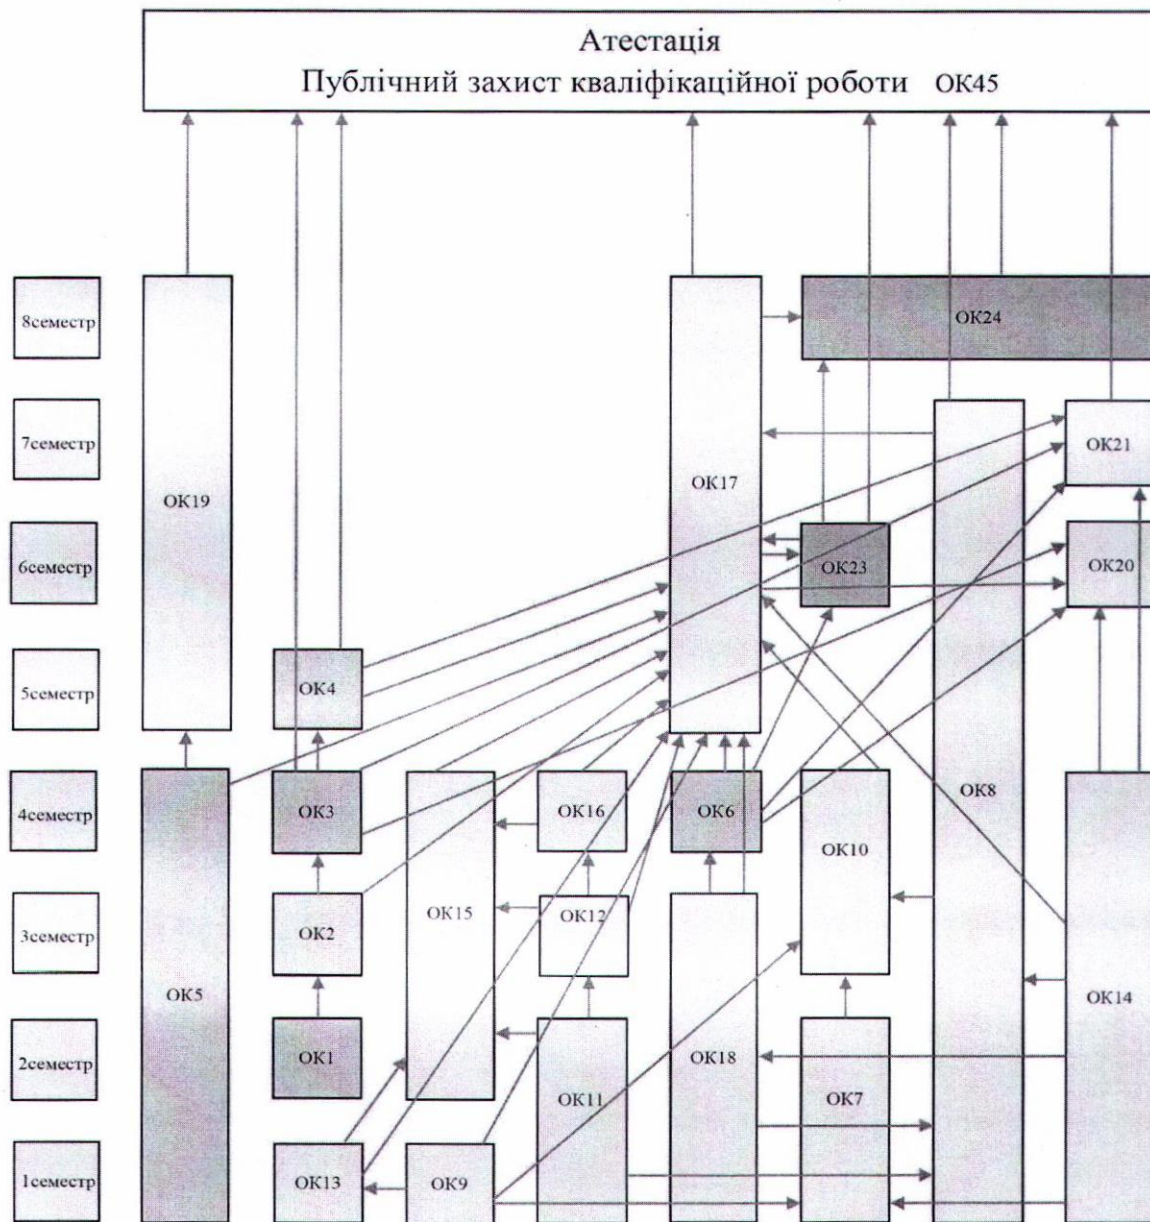 Атестація
Публічний захист кваліфікаційної роботи ОК45
8семестр
ОК24
7семестр
ОК21
ОК19
ОК17
6семестр
ОК23
ОК20
5семестр
ОК4
4семестр
ОК3
ОК16
ОК6
ОК8
ОК10
3семестр
ОК2
ОК15
ОК12
ОК5
ОК14
2семестр
ОК1
ОК18
ОК11
ОК7
1семестр
ОК13
ОК9